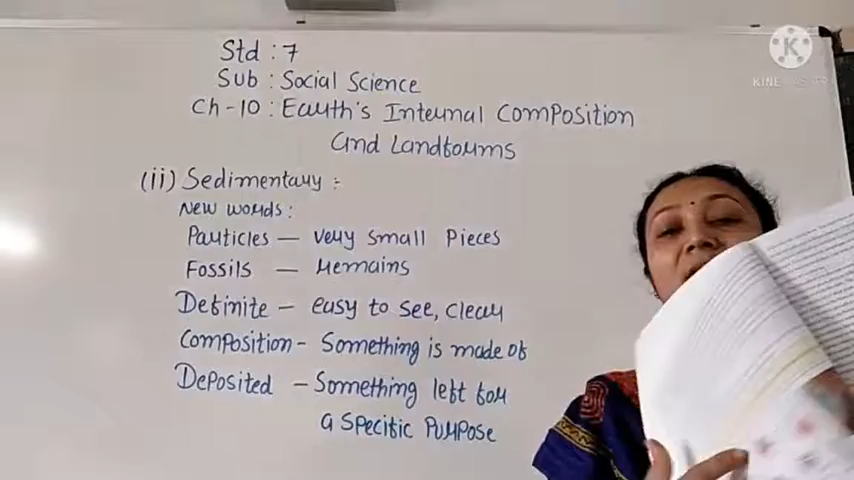 Std : 7
Sub : Social Science
Ch-10 : Earth's Internal Composition
and Landforms
(ii) Sedimentary :
New words :
Particles — very small Pieces
Fossils — remains
Definite — easy to see, clear
Composition - Something is made of
Deposited — Something left for
a Specific Purpose
KINEMASTER